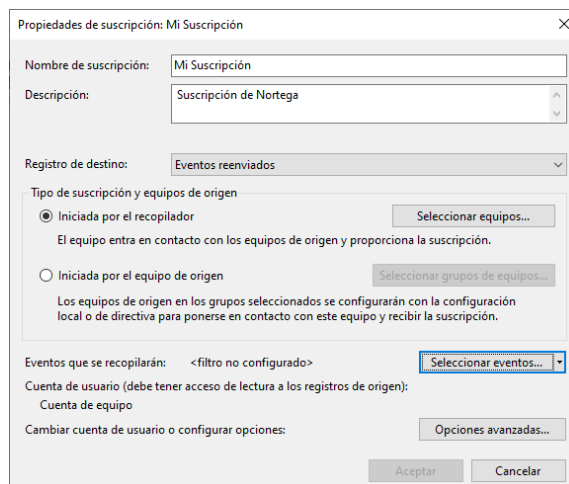 Propiedades de suscripción: Mi Suscripción
Nombre de suscripción: Mi Suscripción
Descripción: Suscripción de Nortega
Registro de destino: Eventos reenviados
Tipo de suscripción y equipos de origen
Iniciada por el recopilador Seleccionar equipos...
El equipo entra en contacto con los equipos de origen y proporciona la suscripción.
Iniciada por el equipo de origen Seleccionar grupos de equipos...
Los equipos de origen en los grupos seleccionados se configurarán con la configuración
local o de directiva para ponerse en contacto con este equipo y recibir la suscripción.
Eventos que se recopilarán: <filtro no configurado> Seleccionar eventos...
Cuenta de usuario (debe tener acceso de lectura a los registros de origen):
Cuenta de equipo
Cambiar cuenta de usuario o configurar opciones: Opciones avanzadas...
Aceptar Cancelar